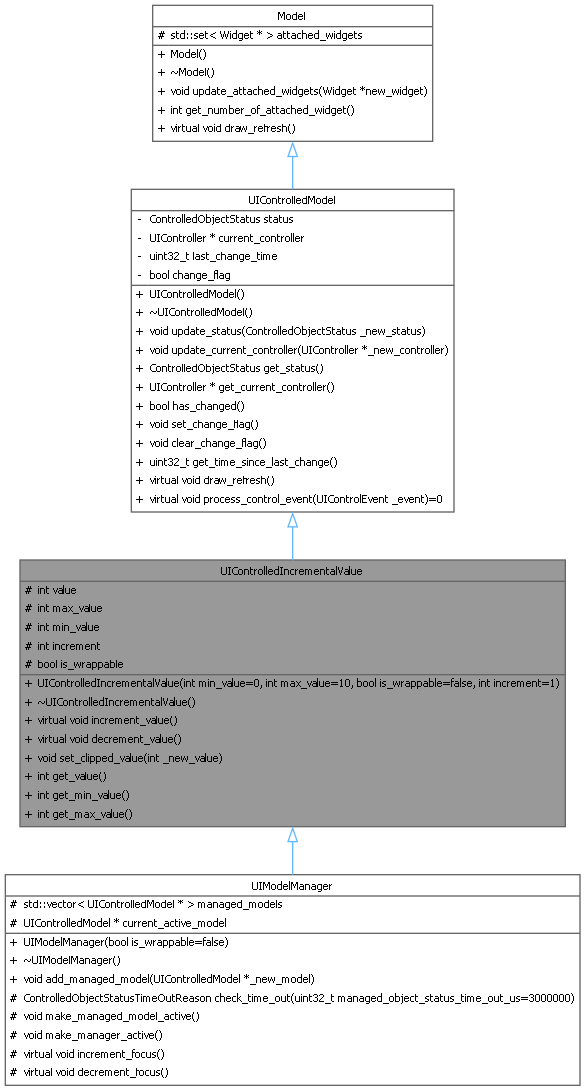 Model
# std::set< Widget * > attached_widgets
+ Model()
+ ~Model()
+ void update_attached_widgets(Widget *new_widget)
+ int get_number_of_attached_widget()
+ virtual void draw_refresh()
UIControlledModel
- ControlledObjectStatus status
- UIController * current_controller
- uint32_t last_change_time
- bool change_flag
+ UIControlledModel()
+ ~UIControlledModel()
+ void update_status(ControlledObjectStatus _new_status)
+ void update_current_controller(UIController *_new_controller)
+ ControlledObjectStatus get_status()
+ UIController * get_current_controller()
+ bool has_changed()
+ void set_change_flag()
+ void clear_change_flag()
+ uint32_t get_time_since_last_change()
+ virtual void draw_refresh()
+ virtual void process_control_event(UIControlEvent _event)=0
UIControlledIncrementalValue
# int value
# int max_value
# int min_value
# int increment
# bool is_wrappable
+ UIControlledIncrementalValue(int min_value=0, int max_value=10, bool is_wrappable=false, int increment=1)
+ ~UIControlledIncrementalValue()
+ virtual void increment_value()
+ virtual void decrement_value()
+ void set_clipped_value(int _new_value)
+ int get_value()
+ int get_min_value()
+ int get_max_value()
UIModelManager
# std::vector< UIControlledModel * > managed_models
# UIControlledModel * current_active_model
+ UIModelManager(bool is_wrappable=false)
+ ~UIModelManager()
+ void add_managed_model(UIControlledModel *_new_model)
# ControlledObjectStatusTimeOutReason check_time_out(uint32_t managed_object_status_time_out_us=3000000)
# void make_managed_model_active()
# void make_manager_active()
# virtual void increment_focus()
# virtual void decrement_focus()